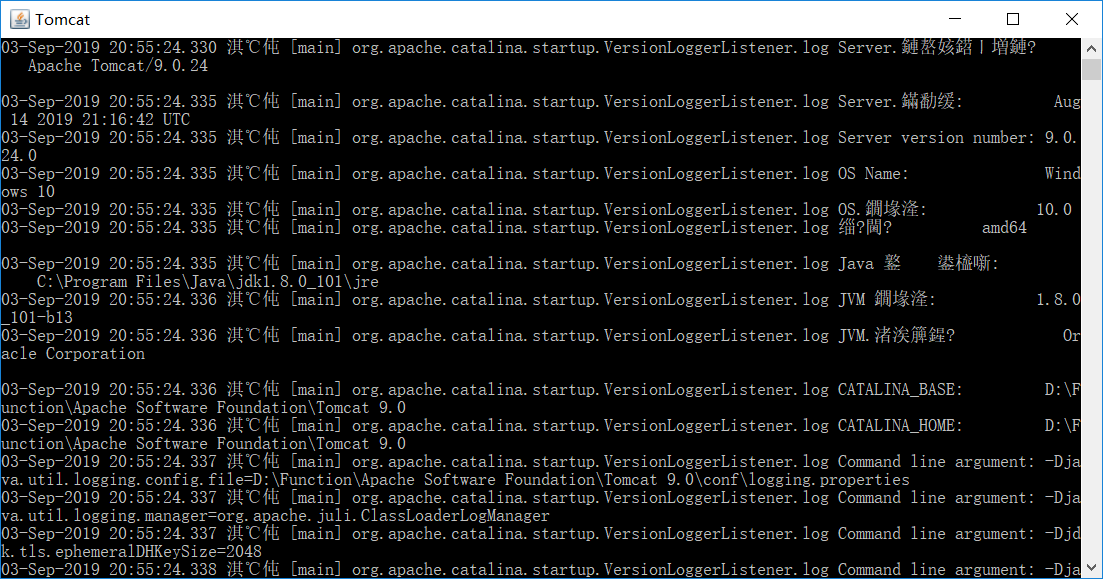 Tomcat
03-Sep-2019 20:55:24.330 淇℃伅 [main] org.apache.catalina.startup.VersionLoggerListener.log Server.鏈嶅姟鍣ㄧ増鏈?
Apache Tomcat/9.0.24
03-Sep-2019 20:55:24.335 淇℃伅 [main] org.apache.catalina.startup.VersionLoggerListener.log Server.鏋勫缓: Aug
14 2019 21:16:42 UTC
03-Sep-2019 20:55:24.335 淇℃伅 [main] org.apache.catalina.startup.VersionLoggerListener.log Server version number: 9.0.
24.0
03-Sep-2019 20:55:24.335 淇℃伅 [main] org.apache.catalina.startup.VersionLoggerListener.log OS Name: Wind
ows 10
03-Sep-2019 20:55:24.335 淇℃伅 [main] org.apache.catalina.startup.VersionLoggerListener.log OS.鐗堟湰: 10.0
03-Sep-2019 20:55:24.335 淇℃伅 [main] org.apache.catalina.startup.VersionLoggerListener.log amd64
03-Sep-2019 20:55:24.335 淇℃伅 [main] org.apache.catalina.startup.VersionLoggerListener.log Java
C:\Program Files\Java\jdk1.8.0_101\jre
03-Sep-2019 20:55:24.336 淇℃伅 [main] org.apache.catalina.startup.VersionLoggerListener.log JVM 鐗堟湰: 1.8.0
_101-b13
03-Sep-2019 20:55:24.336 淇℃伅 [main] org.apache.catalina.startup.VersionLoggerListener.log JVM. Or
acle Corporation
03-Sep-2019 20:55:24.336 淇℃伅 [main] org.apache.catalina.startup.VersionLoggerListener.log CATALINA_BASE: D:\F
unction\Apache Software Foundation\Tomcat 9.0
03-Sep-2019 20:55:24.336 淇℃伅 [main] org.apache.catalina.startup.VersionLoggerListener.log CATALINA_HOME: D:\F
unction\Apache Software Foundation\Tomcat 9.0
03-Sep-2019 20:55:24.337 淇℃伅 [main] org.apache.catalina.startup.VersionLoggerListener.log Command line argument: -Dja
va.util.logging.config.file=D:\Function\Apache Software Foundation\Tomcat 9.0\conf\logging.properties
03-Sep-2019 20:55:24.337 淇℃伅 [main] org.apache.catalina.startup.VersionLoggerListener.log Command line argument: -Dja
va.util.logging.manager=org.apache.juli.ClassLoaderLogManager
03-Sep-2019 20:55:24.337 淇℃伅 [main] org.apache.catalina.startup.VersionLoggerListener.log Command line argument: -Djd
k.tls.ephemeralDHKeySize=2048
03-Sep-2019 20:55:24.338 淇℃伅 [main] org.apache.catalina.startup.VersionLoggerListener.log Command line argument: -Dja